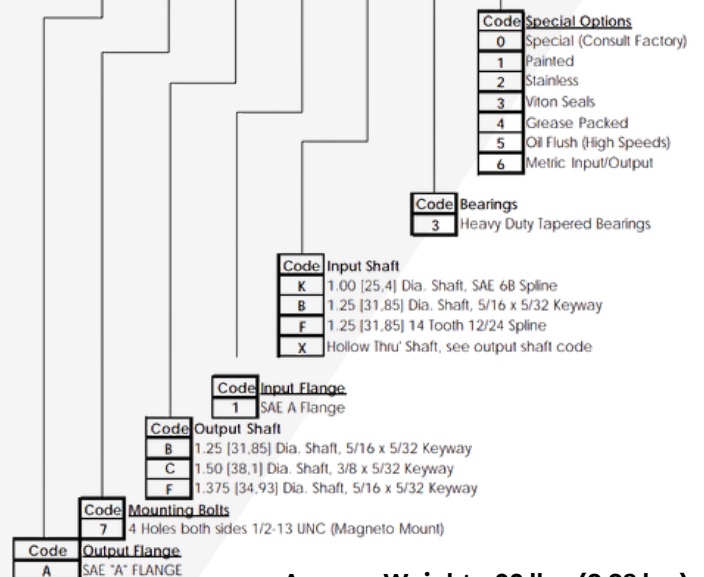 Code Special Options
0 Special (Consult Factory)
1 Painted
2 Stainless
3 Viton Seals
4 Grease Packed
5 Oil Flush (High Speeds)
6 Metric Input/Output
Code Bearings
3 Heavy Duty Tapered Bearings
Code Input Shaft
K 1.00 [25,4] Dia. Shaft, SAE 6B Spline
B 1.25 [31,85] Dia. Shaft, 5/16 x 5/32 Keyway
F 1.25 [31,85] 14 Tooth 12/24 Spline
X Hollow Thru' Shaft, see output shaft code
Code Input Flange
1 SAE A Flange
Code Output Shaft
B 1.25 [31,85] Dia. Shaft, 5/16 x 5/32 Keyway
C 1.50 [38,1] Dia. Shaft, 3/8 x 5/32 Keyway
F 1.375 [34,93] Dia. Shaft, 5/16 x 5/32 Keyway
Code Mounting Bolts
7 4 Holes both sides 1/2-13 UNC (Magneto Mount)
Code Output Flange
A SAE "A" FLANGE